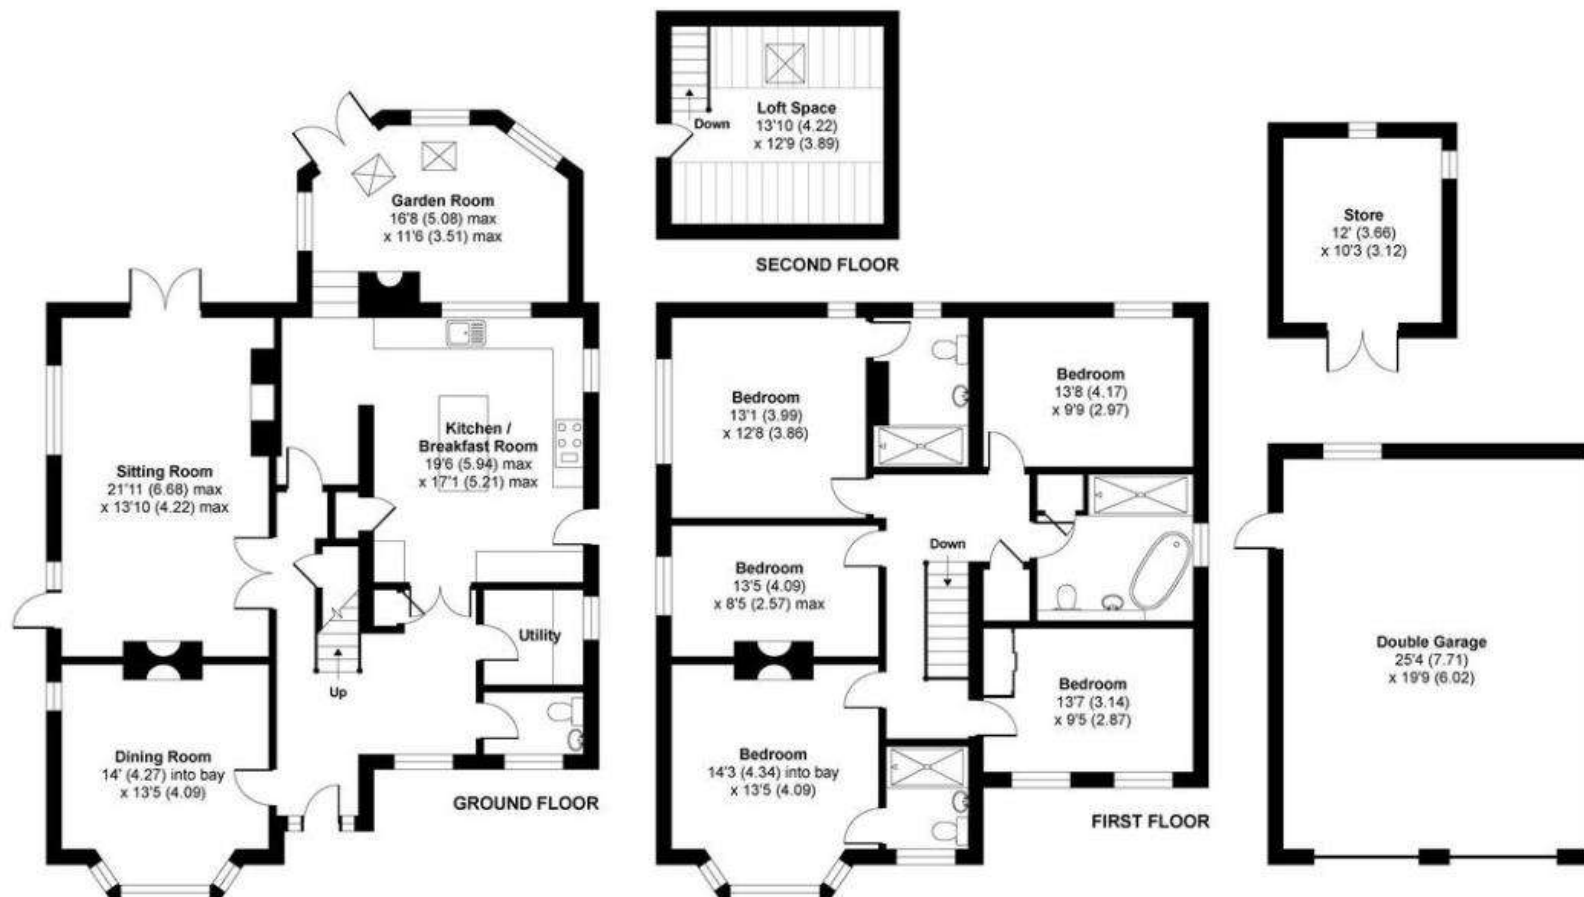 Loft Space
13'10 (4.22)
x 12'9 (3.89)
Down
SECOND FLOOR
Garden Room
16'8 (5.08) max
x 11'6 (3.51) max
Sitting Room
21'11 (6.68) max
x 13'10 (4.22) max
Kitchen /
Breakfast Room
19'6 (5.94) max
x 17'1 (5.21) max
Utility
Up
Dining Room
14' (4.27) into bay
x 13'5 (4.09)
GROUND FLOOR
Bedroom
13'1 (3.99)
x 12'8 (3.86)
Bedroom
13'8 (4.17)
x 9'9 (2.97)
Down
Bedroom
13'5 (4.09)
x 8'5 (2.57) max
Bedroom
13'7 (3.14)
x 9'5 (2.87)
Bedroom
14'3 (4.34) into bay
x 13'5 (4.09)
FIRST FLOOR
Store
12' (3.66)
x 10'3 (3.12)
Double Garage
25'4 (7.71)
x 19'9 (6.02)